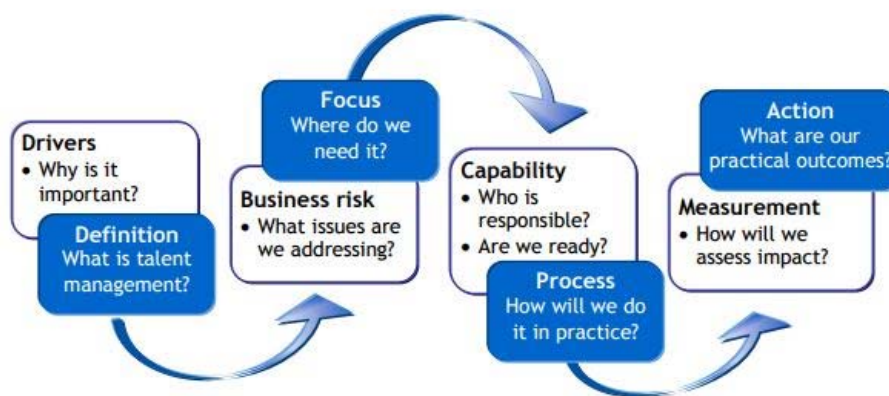 Drivers
• Why is it
important?
Definition
What is talent
management?
Focus
Where do we
need it?
Business risk
• What issues are
we addressing?
Capability
• Who is
responsible?
• Are we ready?
Process
How will we do
it in practice?
Action
What are our
practical outcomes?
Measurement
• How will we
assess impact?